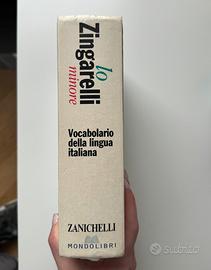 lo
Zingarelli
minore
Vocabolario
della lingua
italiana
ZANICHELLI
MONDOLIBRI
subito